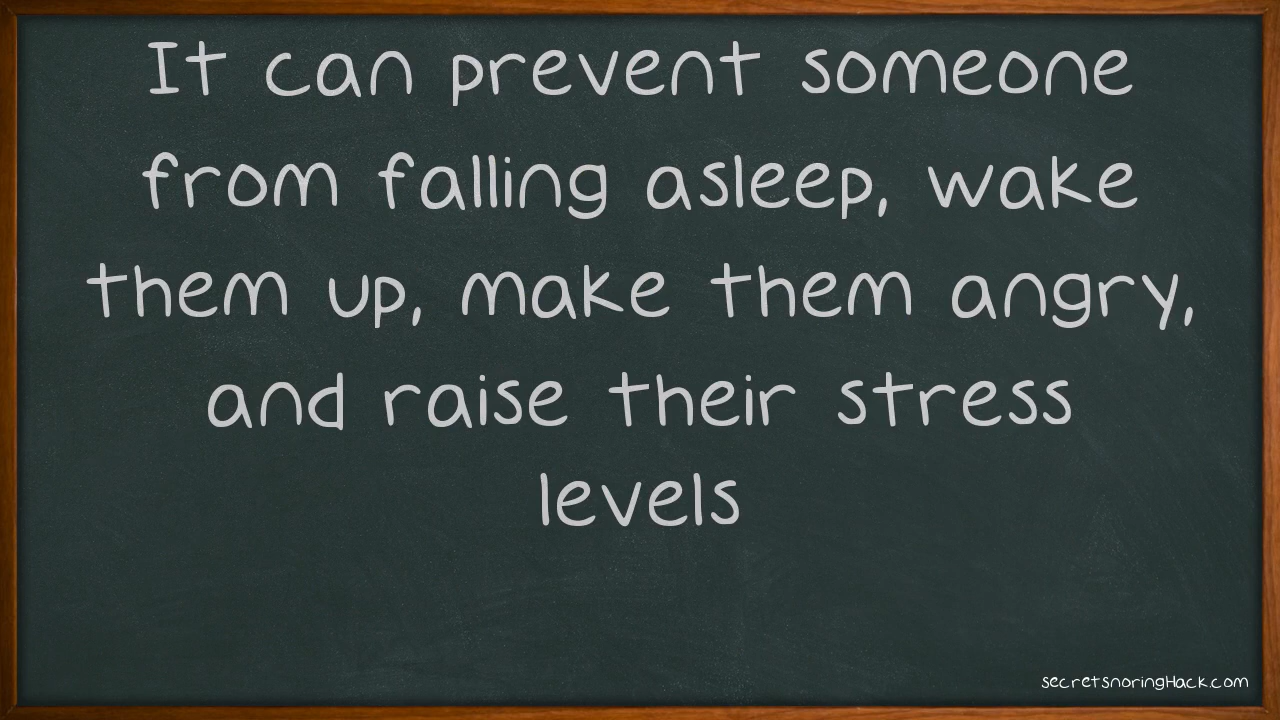 It can prevent someone
from falling asleep, wake
them up, make them angry,
and raise their stress
levels
secretsnoringHack.com